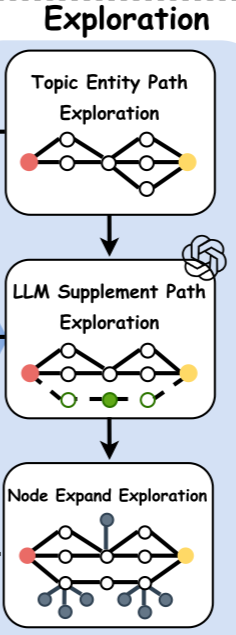 Exploration
Topic Entity Path
Exploration
LLM Supplement Path
Exploration
Node Expand Exploration